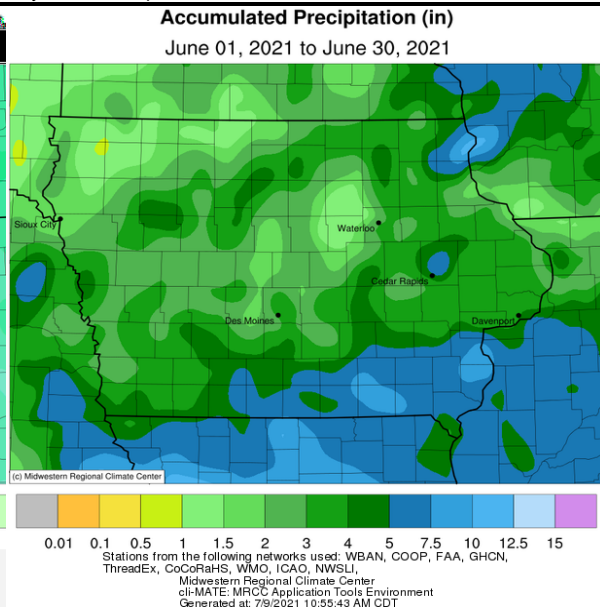 Accumulated Precipitation (in)
June 01, 2021 to June 30, 2021
Sioux City
Waterloo
Cedar Rapids
Des Moines
Davenport
(c) Midwestern Regional Climate Center
0.01 0.1 0.5 1 1.5 2 3 4 5 7.5 10 12.5 15
Stations from the following networks used: WBAN, COOP, FAA, GHCN,
ThreadEx, CoCoRaHS, WMO, ICAO, NWSLI,
Midwestern Regional Climate Center
cli-MATE: MRCC Application Tools Environment
Generated at: 7/9/2021 10:55:43 AM CDT